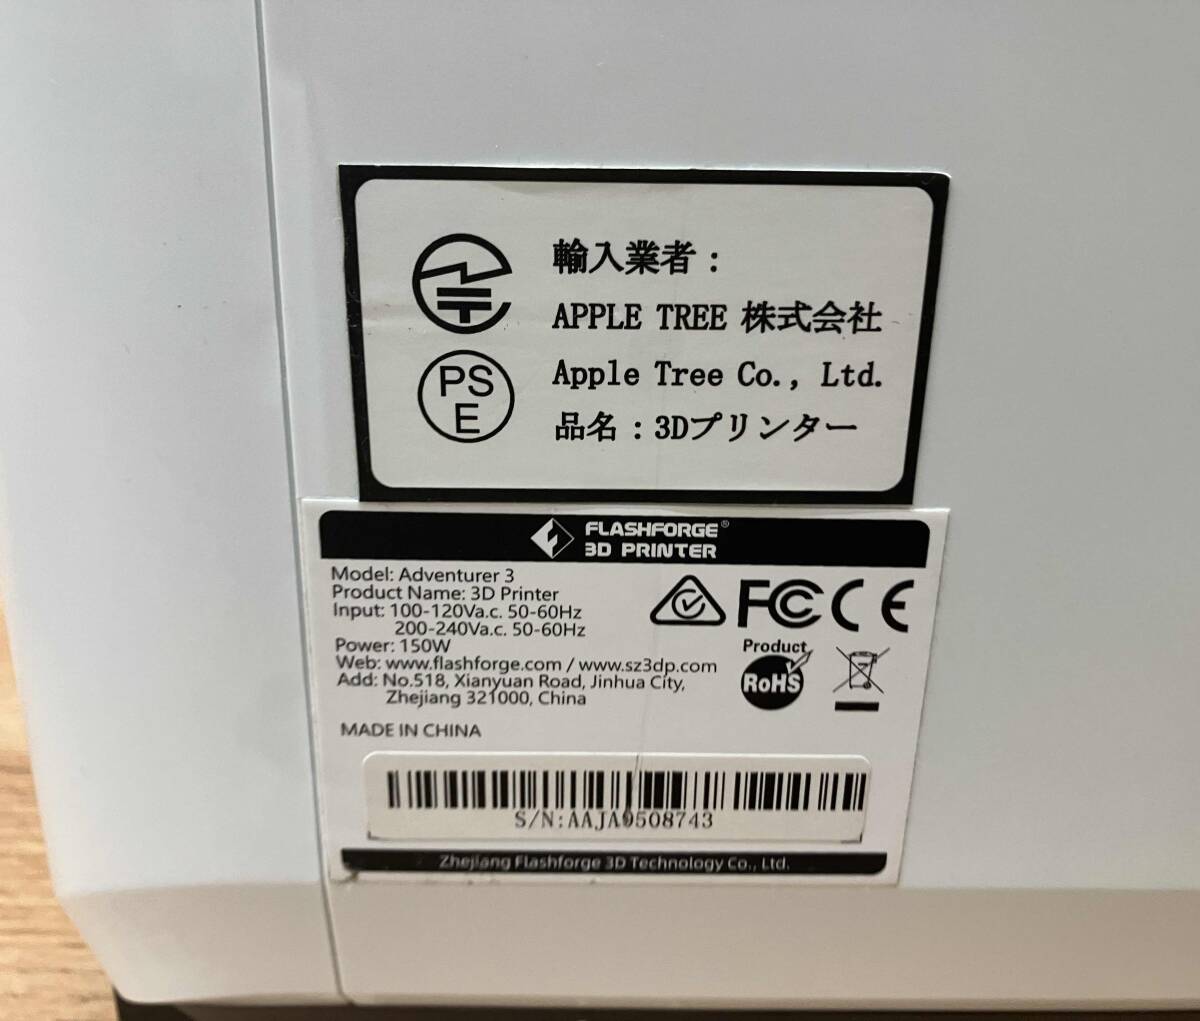 輸入業者：
APPLE TREE 株式会社
Apple Tree Co., Ltd.
品名：3Dプリンター
PS
E
FLASHFORGE®
3D PRINTER
Model: Adventurer 3
Product Name: 3D Printer
Input: 100-120Va.c. 50-60Hz
200-240Va.c. 50-60Hz
Power: 150W
Web: www.flashforge.com / www.sz3dp.com
Add: No.518, Xianyuan Road, Jinhua City,
Zhejiang 321000, China
MADE IN CHINA
FC CE
Product
RoHS
S/N:AAJA9508743
Zhejiang Flashforge 3D Technology Co., Ltd.